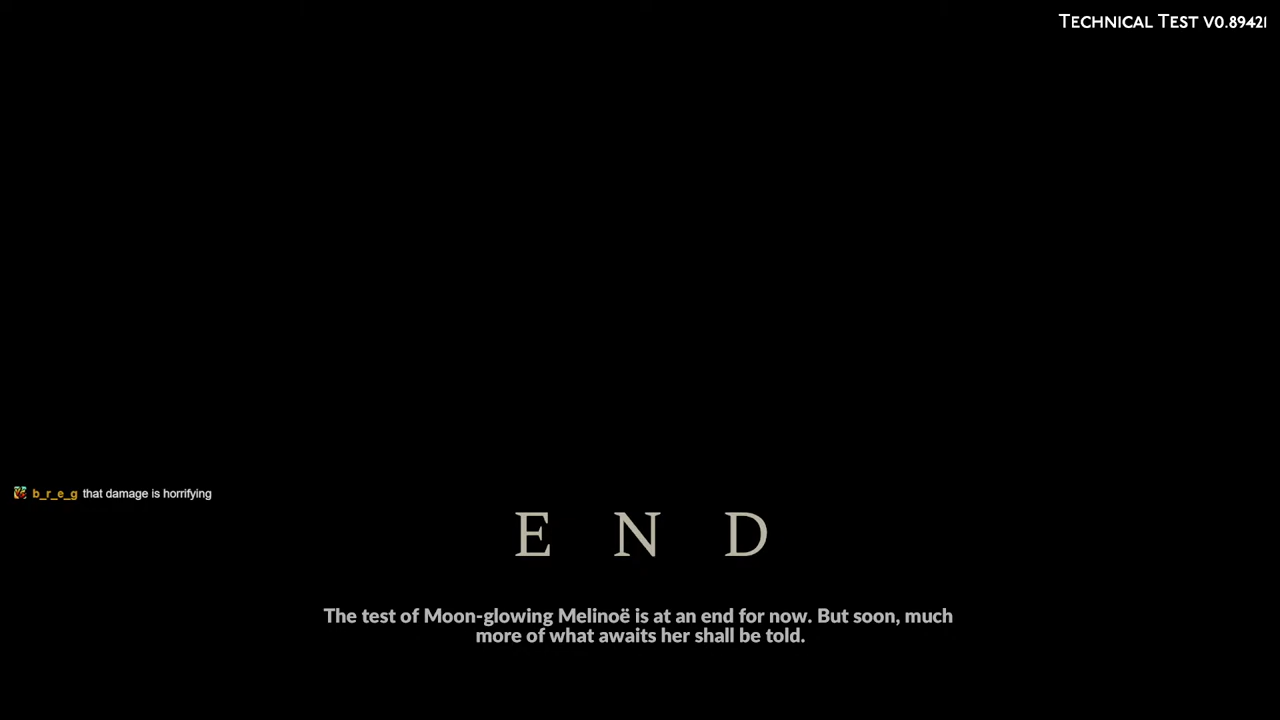 TECHNICAL TEST V0.89421
b_r_e_g that damage is horrifying
E N D
The test of Moon-glowing Melinoë is at an end for now. But soon, much
more of what awaits her shall be told.